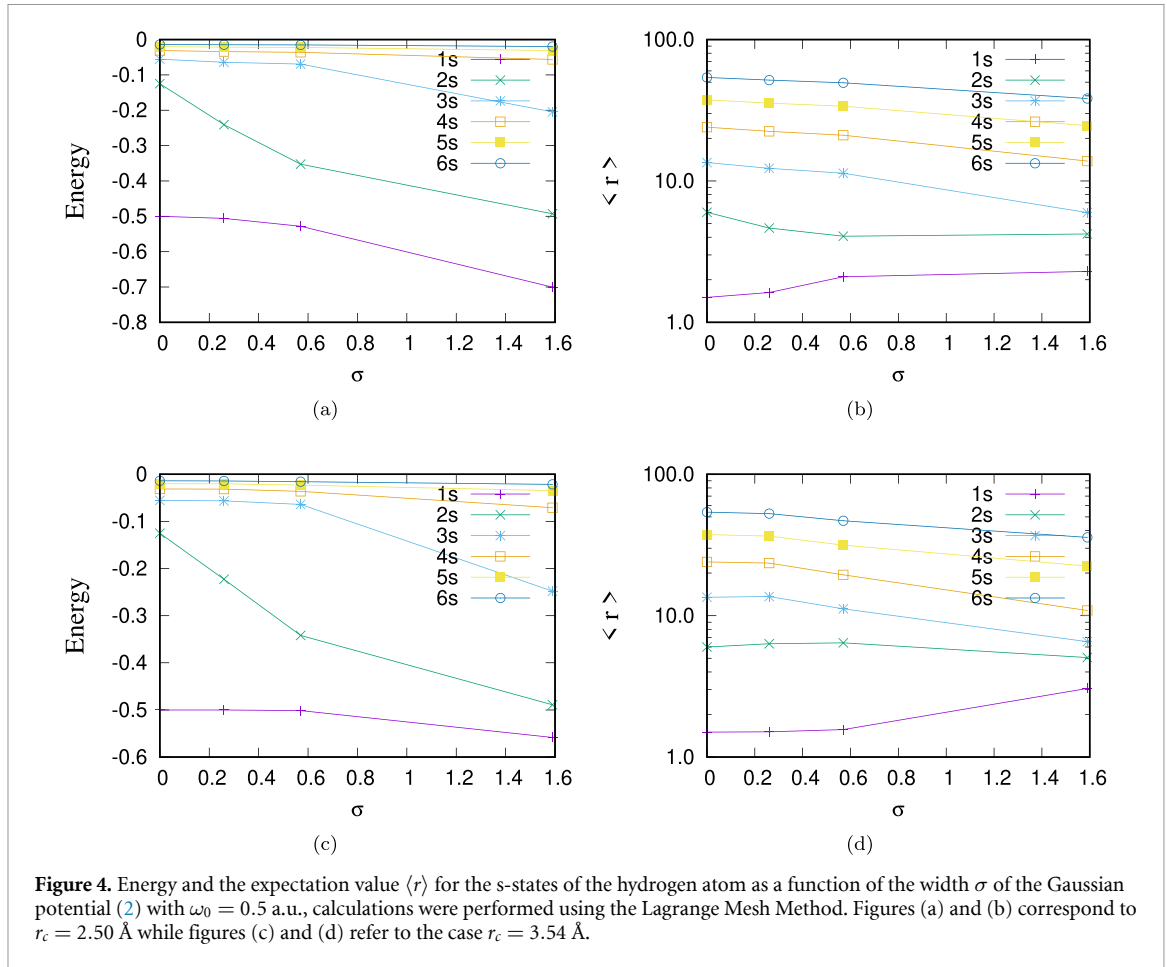 0
-0.1
-0.2
-0.3
-0.4
-0.5
-0.6
-0.7
-0.8
Energy
0 0.2 0.4 0.6 0.8 1 1.2 1.4 1.6
σ
1s
2s
3s
4s
5s
6s
(a)
100.0
10.0
1.0
< r >
0 0.2 0.4 0.6 0.8 1 1.2 1.4 1.6
σ
1s
2s
3s
4s
5s
6s
(b)
0
-0.1
-0.2
-0.3
-0.4
-0.5
-0.6
Energy
0 0.2 0.4 0.6 0.8 1 1.2 1.4 1.6
σ
1s
2s
3s
4s
5s
6s
(c)
100.0
10.0
1.0
< r >
0 0.2 0.4 0.6 0.8 1 1.2 1.4 1.6
σ
1s
2s
3s
4s
5s
6s
(d)
Figure 4. Energy and the expectation value ⟨r⟩ for the s-states of the hydrogen atom as a function of the width σ of the Gaussian
potential (2) with ω₀ = 0.5 a.u., calculations were performed using the Lagrange Mesh Method. Figures (a) and (b) correspond to
r_c = 2.50 Å while figures (c) and (d) refer to the case r_c = 3.54 Å.